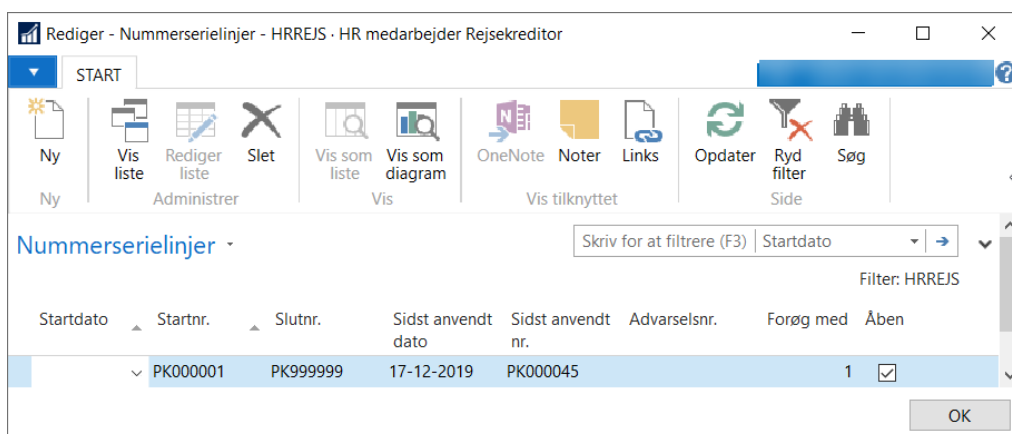 Rediger - Nummerserielinjer - HRREJS · HR medarbejder Rejsekreditor
START
Ny Vis liste Rediger liste Slet Vis som liste Vis som diagram OneNote Noter Links Opdater Ryd filter Søg
Ny Administrer Vis Vis tilknyttet Side
Nummerserielinjer Skriv for at filtrere (F3) Startdato
Filter: HRREJS
Startdato Startnr. Slutnr. Sidst anvendt dato Sidst anvendt nr. Advarselsnr. Forøg med Åben
PK000001 PK999999 17-12-2019 PK000045 1
OK